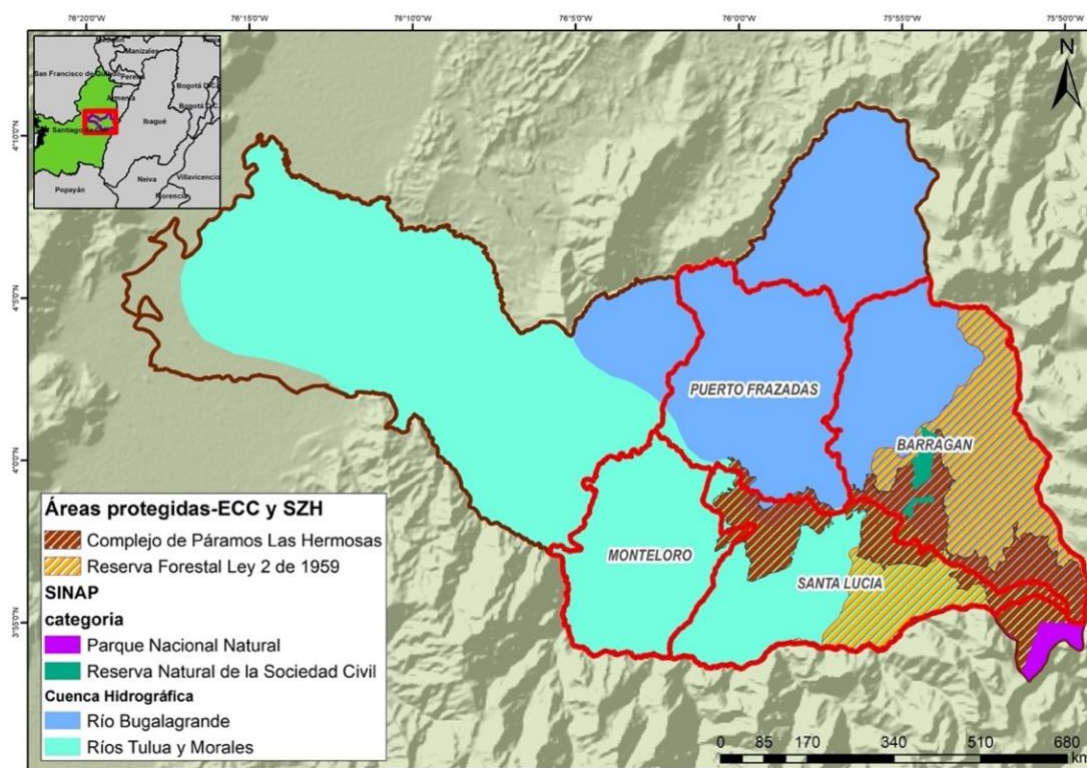 76°20'0"W 76°15'0"W 76°10'0"W 76°5'0"W 76°0'0"W 75°55'0"W 75°50'0"W
N
Manizales
San Francisco de Quibdó
Pereira
Armenia
Bogotá D.C.
Ibagué
Santiago de Cali
Neiva
Villavicencio
Popayán
Florencia
4°10'0"N
4°5'0"N
4°0'0"N
3°55'0"N
PUERTO FRAZADAS
BARRAGAN
MONTELORO
SANTA LUCIA
Áreas protegidas-ECC y SZH
Complejo de Páramos Las Hermosas
Reserva Forestal Ley 2 de 1959
SINAP
categoria
Parque Nacional Natural
Reserva Natural de la Sociedad Civil
Cuenca Hidrográfica
Río Bugalagrande
Ríos Tulua y Morales
0 85 170 340 510 680
km